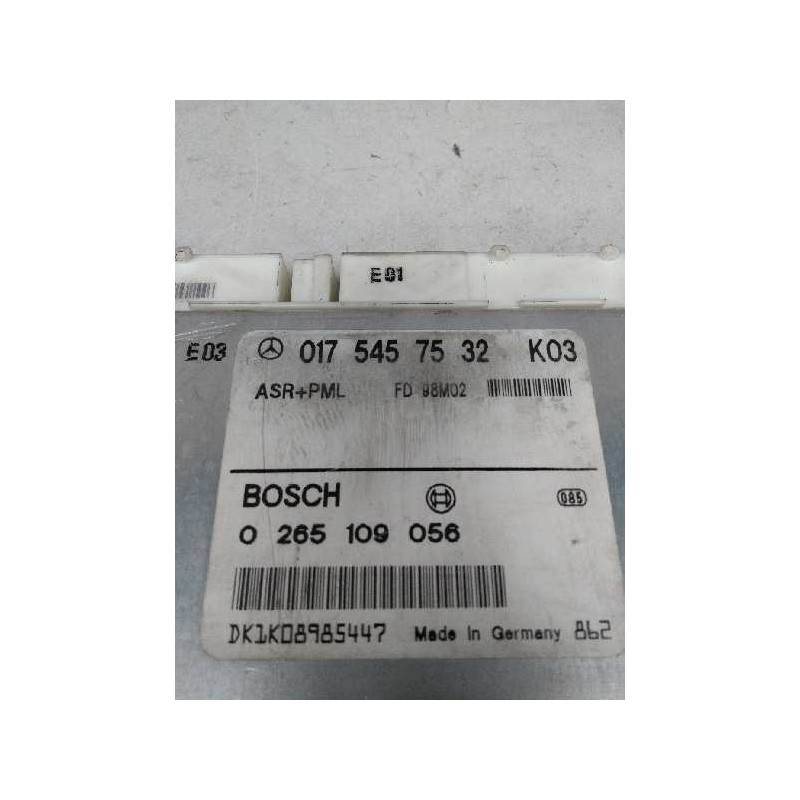 E01
E03 017 545 75 32 K03
ASR+PML FD 98M02
BOSCH 085
0 265 109 056
DK1K08985447 Made in Germany 862